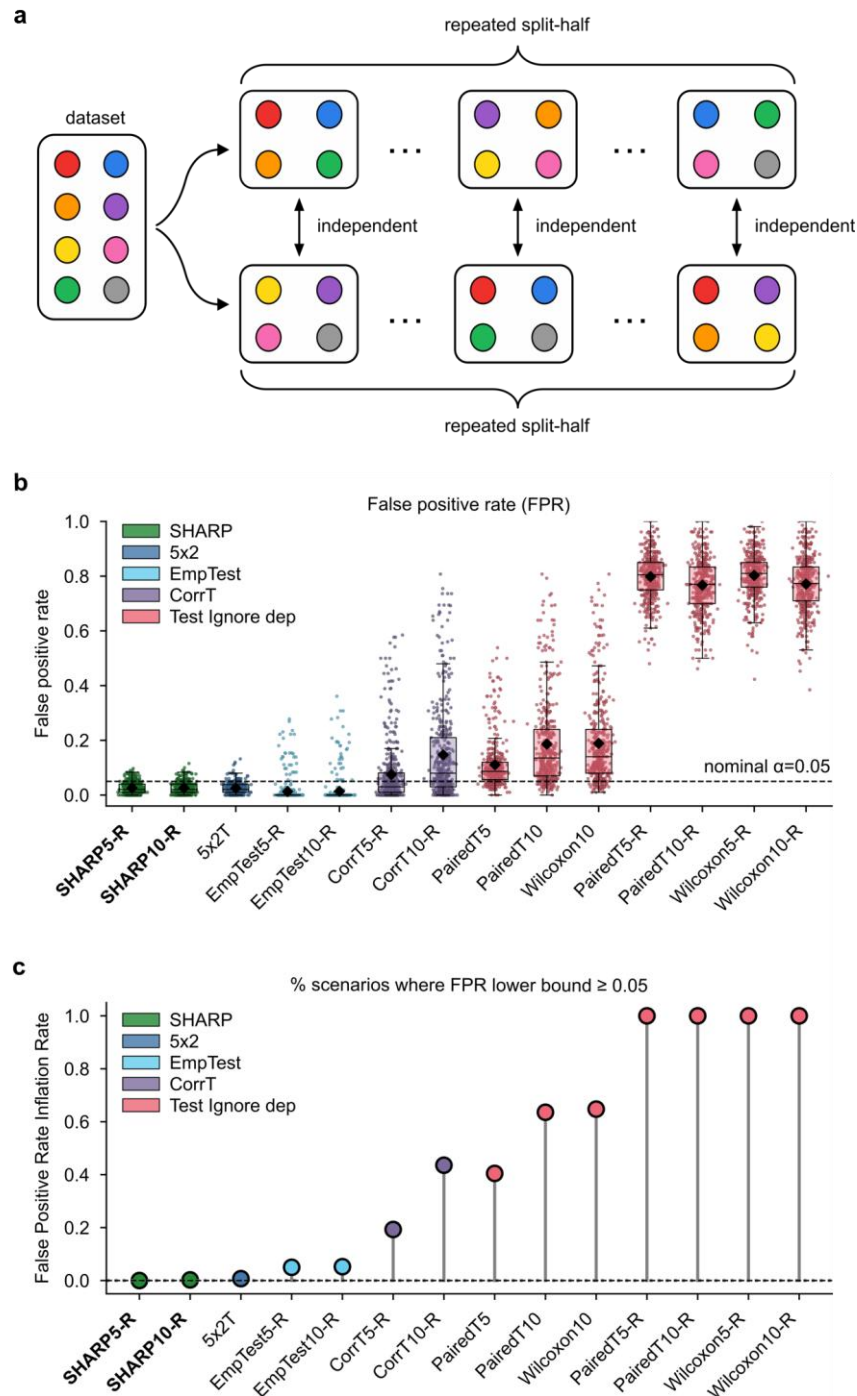 a
repeated split-half
dataset
... ...
independent independent independent
... ...
repeated split-half
b
False positive rate (FPR)
1.0
SHARP
5x2
0.8
EmpTest
CorrT
0.6
Test Ignore dep
False positive rate
0.4
0.2
nominal α=0.05
0.0
SHARP5-R
SHARP10-R
5x2T
EmpTest5-R
EmpTest10-R
CorrT5-R
CorrT10-R
PairedT5
PairedT10
Wilcoxon10
PairedT5-R
PairedT10-R
Wilcoxon5-R
Wilcoxon10-R
c
% scenarios where FPR lower bound ≥ 0.05
1.0
SHARP
5x2
0.8
EmpTest
CorrT
0.6
Test Ignore dep
False Positive Rate Inflation Rate
0.4
0.2
0.0
SHARP5-R
SHARP10-R
5x2T
EmpTest5-R
EmpTest10-R
CorrT5-R
CorrT10-R
PairedT5
PairedT10
Wilcoxon10
PairedT5-R
PairedT10-R
Wilcoxon5-R
Wilcoxon10-R